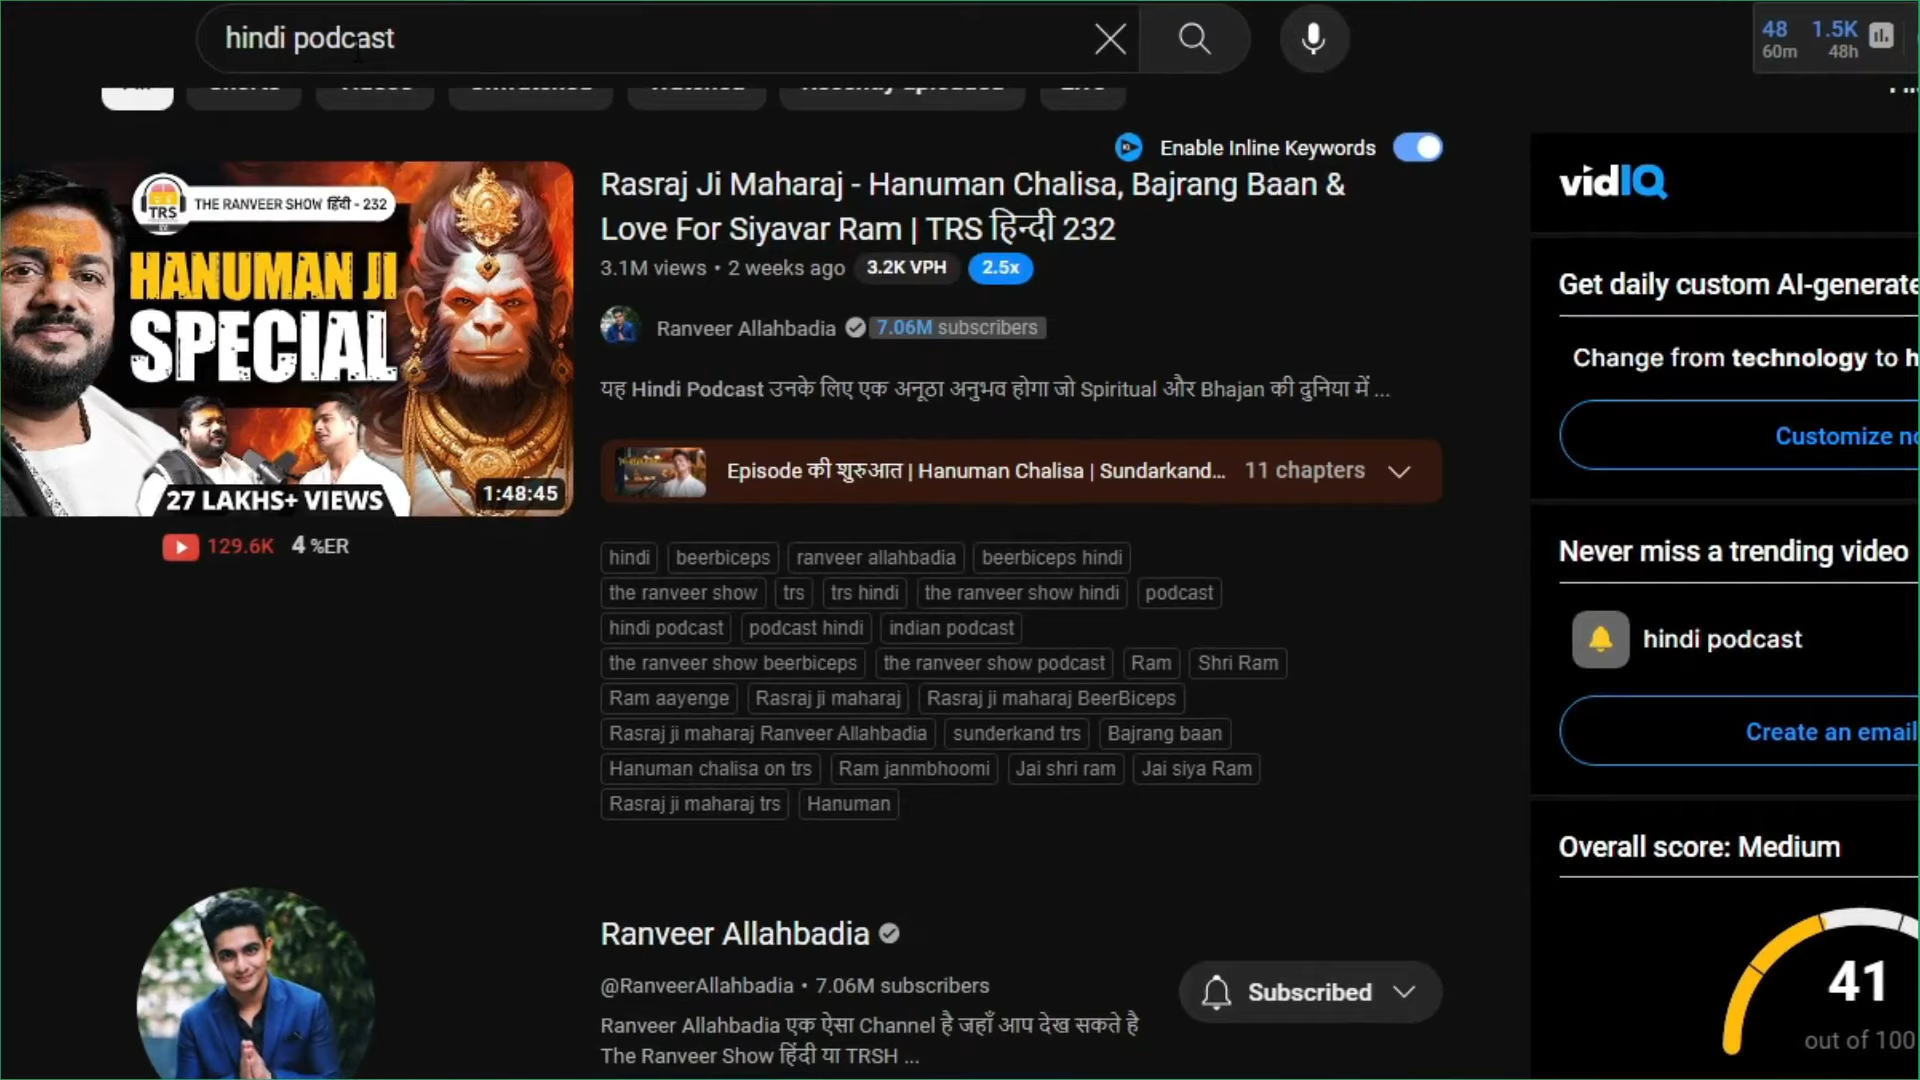 hindi podcast
48 1.5K
60m 48h
Enable Inline Keywords
vidIQ
TRS THE RANVEER SHOW हिंदी - 232
HANUMAN JI
SPECIAL
27 LAKHS+ VIEWS
1:48:45
129.6K 4 %ER
Rasraj Ji Maharaj - Hanuman Chalisa, Bajrang Baan &
Love For Siyavar Ram | TRS हिन्दी 232
3.1M views • 2 weeks ago 3.2K VPH 2.5x
Ranveer Allahbadia 7.06M subscribers
यह Hindi Podcast उनके लिए एक अनूठा अनुभव होगा जो Spiritual और Bhajan की दुनिया में ...
Episode की शुरुआत | Hanuman Chalisa | Sundarkand... 11 chapters
hindi beerbiceps ranveer allahbadia beerbiceps hindi
the ranveer show trs trs hindi the ranveer show hindi podcast
hindi podcast podcast hindi indian podcast
the ranveer show beerbiceps the ranveer show podcast Ram Shri Ram
Ram aayenge Rasraj ji maharaj Rasraj ji maharaj BeerBiceps
Rasraj ji maharaj Ranveer Allahbadia sunderkand trs Bajrang baan
Hanuman chalisa on trs Ram janmbhoomi Jai shri ram Jai siya Ram
Rasraj ji maharaj trs Hanuman
Ranveer Allahbadia
@RanveerAllahbadia • 7.06M subscribers
Subscribed
Ranveer Allahbadia एक ऐसा Channel है जहाँ आप देख सकते है
The Ranveer Show हिंदी या TRSH ...
Get daily custom AI-generate
Change from technology to h
Customize no
Never miss a trending video
hindi podcast
Create an email
Overall score: Medium
41
out of 100